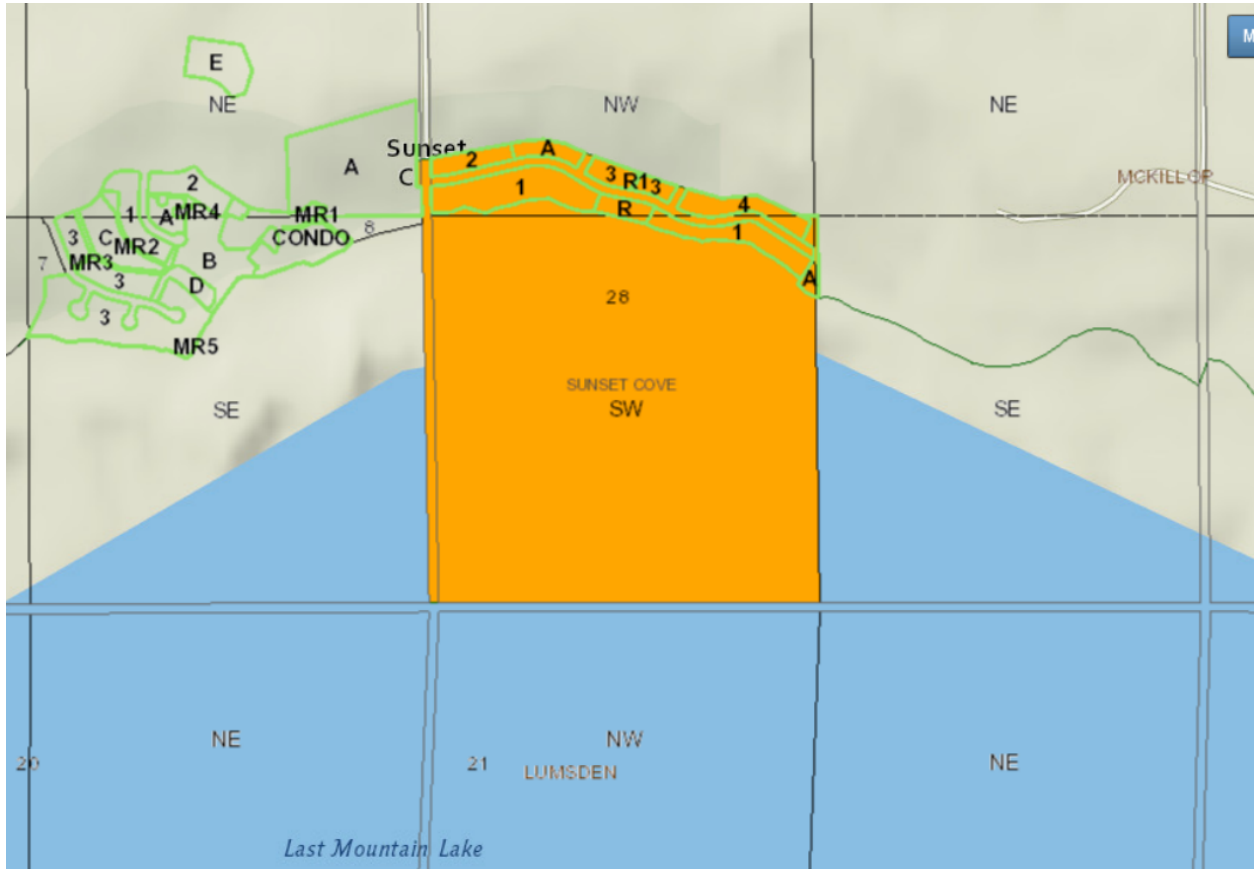 M
E
NE
NW
NE
Sunset
C
A
2
A
MCKILLOP
2
1
A
MR4
MR1
3
R1
3
4
1
R
1
CONDO
8
3
C
MR2
MR3
B
7
3
D
A
28
3
MR5
SUNSET COVE
SE
SW
SE
NE
NW
NE
20
21
LUMSDEN
Last Mountain Lake